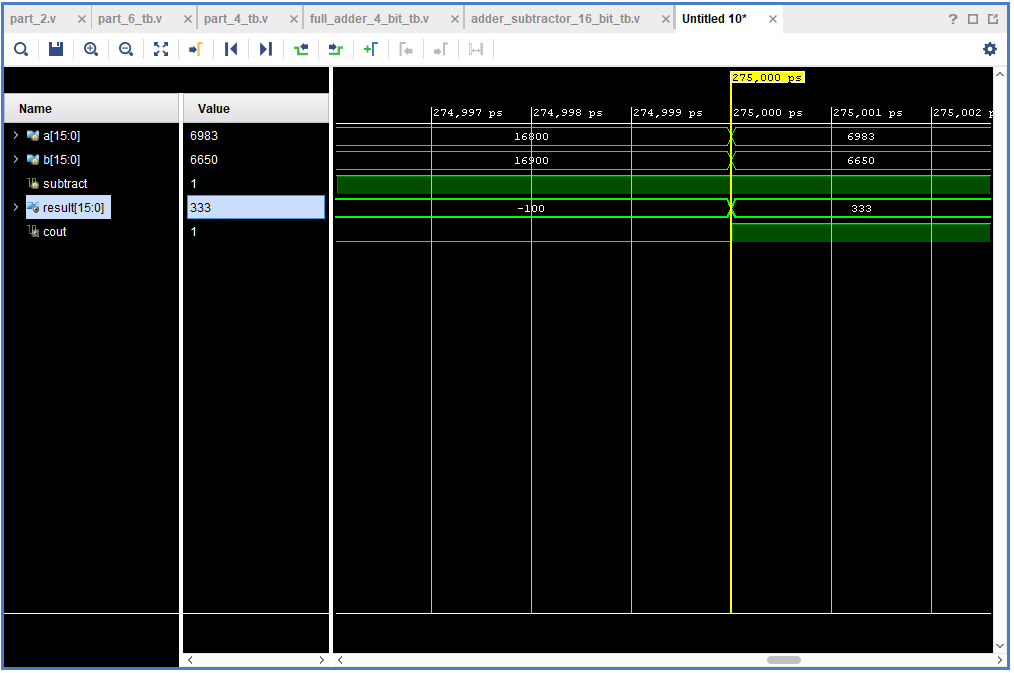 part_2.v part_6_tb.v part_4_tb.v full_adder_4_bit_tb.v adder_subtractor_16_bit_tb.v Untitled 10*
275,000 ps
Name Value 274,997 ps 274,998 ps 274,999 ps 275,000 ps 275,001 ps 275,002 p
a[15:0] 6983 16800 6983
b[15:0] 6650 16900 6650
subtract 1
result[15:0] 333 -100 333
cout 1